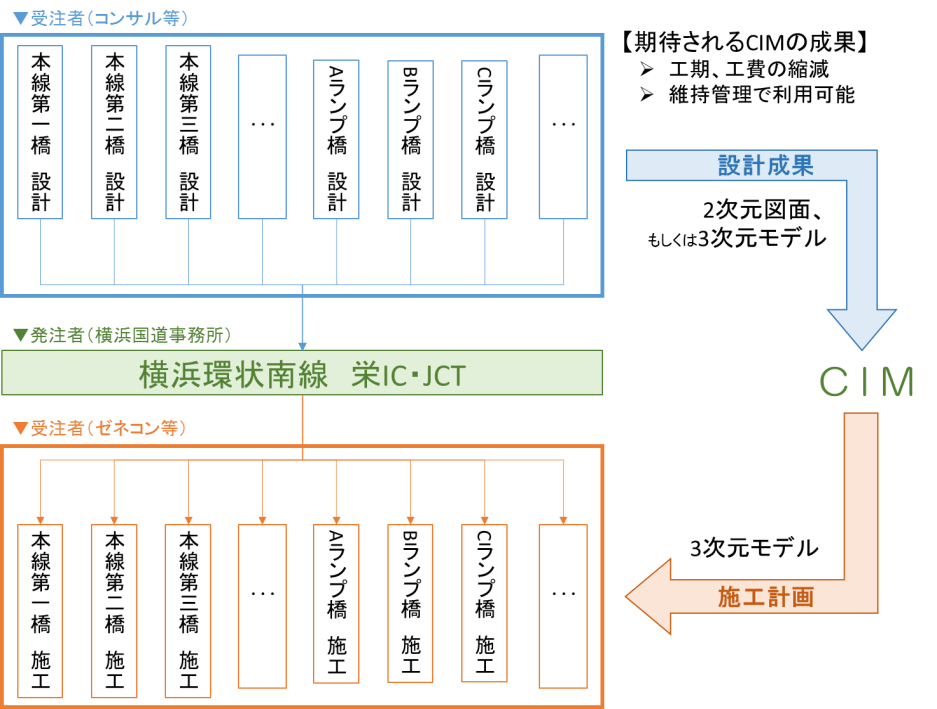 ▼受注者(コンサル等)
本線第一橋 設計
本線第二橋 設計
本線第三橋 設計
...
Aランプ橋 設計
Bランプ橋 設計
Cランプ橋 設計
...
【期待されるCIMの成果】
➢ 工期、工費の縮減
➢ 維持管理で利用可能
設計成果
2次元図面、
もしくは3次元モデル
▼発注者(横浜国道事務所)
横浜環状南線 栄IC・JCT
CIM
▼受注者(ゼネコン等)
本線第一橋 施工
本線第二橋 施工
本線第三橋 施工
...
Aランプ橋 施工
Bランプ橋 施工
Cランプ橋 施工
...
3次元モデル
施工計画